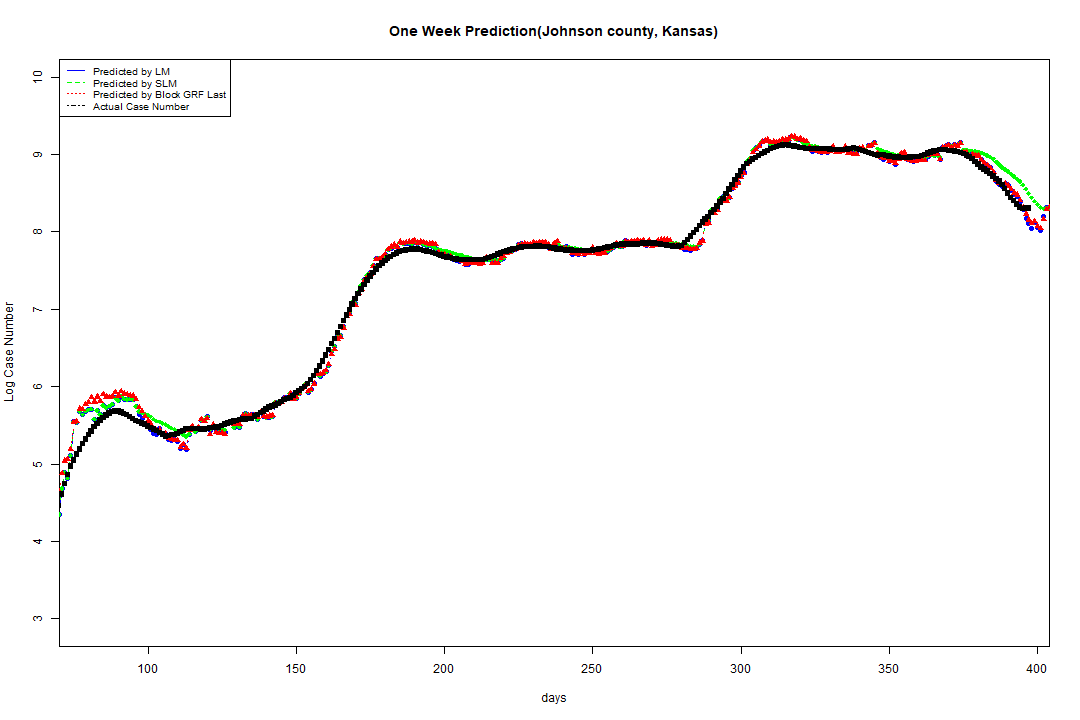 One Week Prediction(Johnson county, Kansas)
Predicted by LM
Predicted by SLM
Predicted by Block GRF Last
Actual Case Number
10
9
8
7
6
5
4
3
Log Case Number
100 150 200 250 300 350 400
days